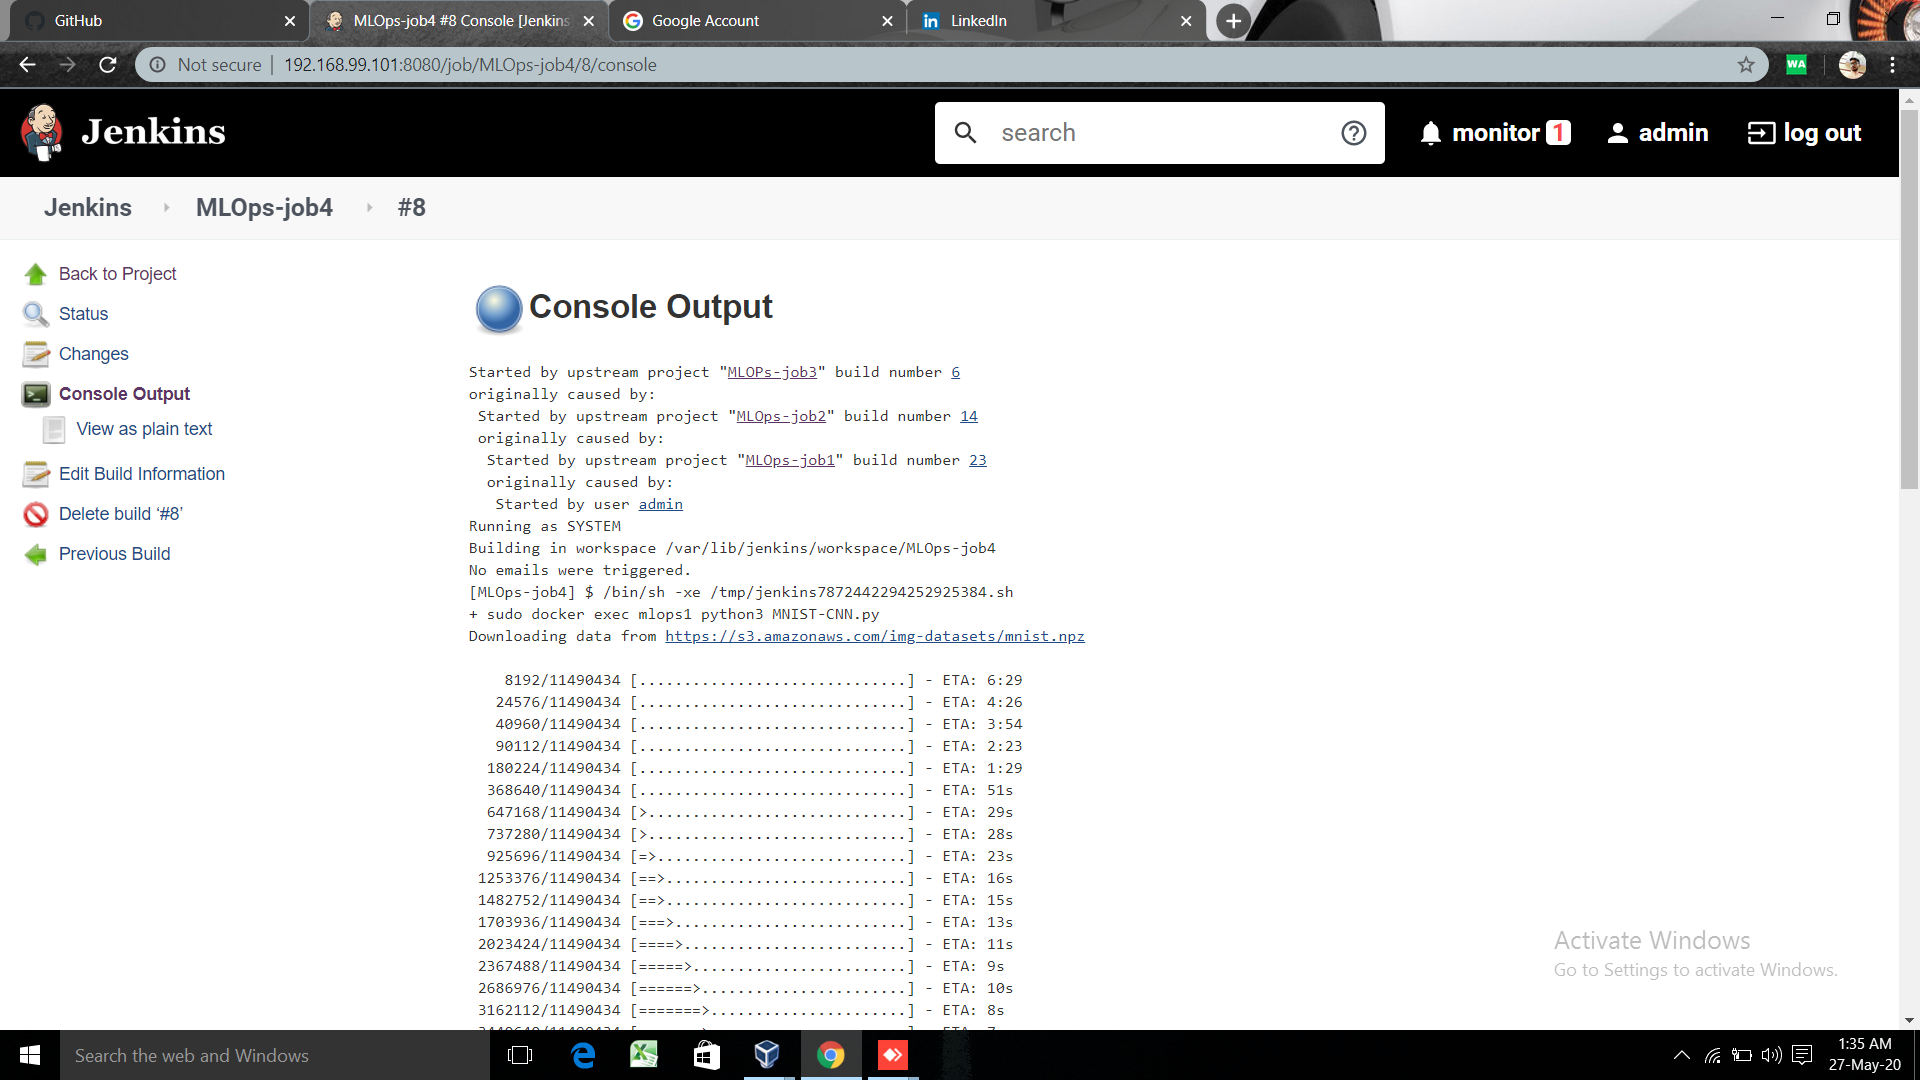 GitHub
MLOps-job4 #8 Console [Jenkins
Google Account
LinkedIn
Not secure | 192.168.99.101:8080/job/MLOps-job4/8/console
WA
Jenkins
search
monitor 1
admin
log out
Jenkins
MLOps-job4
#8
Back to Project
Status
Changes
Console Output
View as plain text
Edit Build Information
Delete build ‘#8’
Previous Build
Console Output
Started by upstream project "MLOPs-job3" build number 6
originally caused by:
Started by upstream project "MLOps-job2" build number 14
originally caused by:
Started by upstream project "MLOps-job1" build number 23
originally caused by:
Started by user admin
Running as SYSTEM
Building in workspace /var/lib/jenkins/workspace/MLOps-job4
No emails were triggered.
[MLOps-job4] $ /bin/sh -xe /tmp/jenkins7872442294252925384.sh
+ sudo docker exec mlops1 python3 MNIST-CNN.py
Downloading data from https://s3.amazonaws.com/img-datasets/mnist.npz
8192/11490434 [..............................] - ETA: 6:29
24576/11490434 [..............................] - ETA: 4:26
40960/11490434 [..............................] - ETA: 3:54
90112/11490434 [..............................] - ETA: 2:23
180224/11490434 [..............................] - ETA: 1:29
368640/11490434 [..............................] - ETA: 51s
647168/11490434 [>.............................] - ETA: 29s
737280/11490434 [>.............................] - ETA: 28s
925696/11490434 [=>............................] - ETA: 23s
1253376/11490434 [==>...........................] - ETA: 16s
1482752/11490434 [==>...........................] - ETA: 15s
1703936/11490434 [===>..........................] - ETA: 13s
2023424/11490434 [====>.........................] - ETA: 11s
2367488/11490434 [=====>........................] - ETA: 9s
2686976/11490434 [======>.......................] - ETA: 10s
3162112/11490434 [=======>......................] - ETA: 8s
Activate Windows
Go to Settings to activate Windows.
Search the web and Windows
1:35 AM
27-May-20